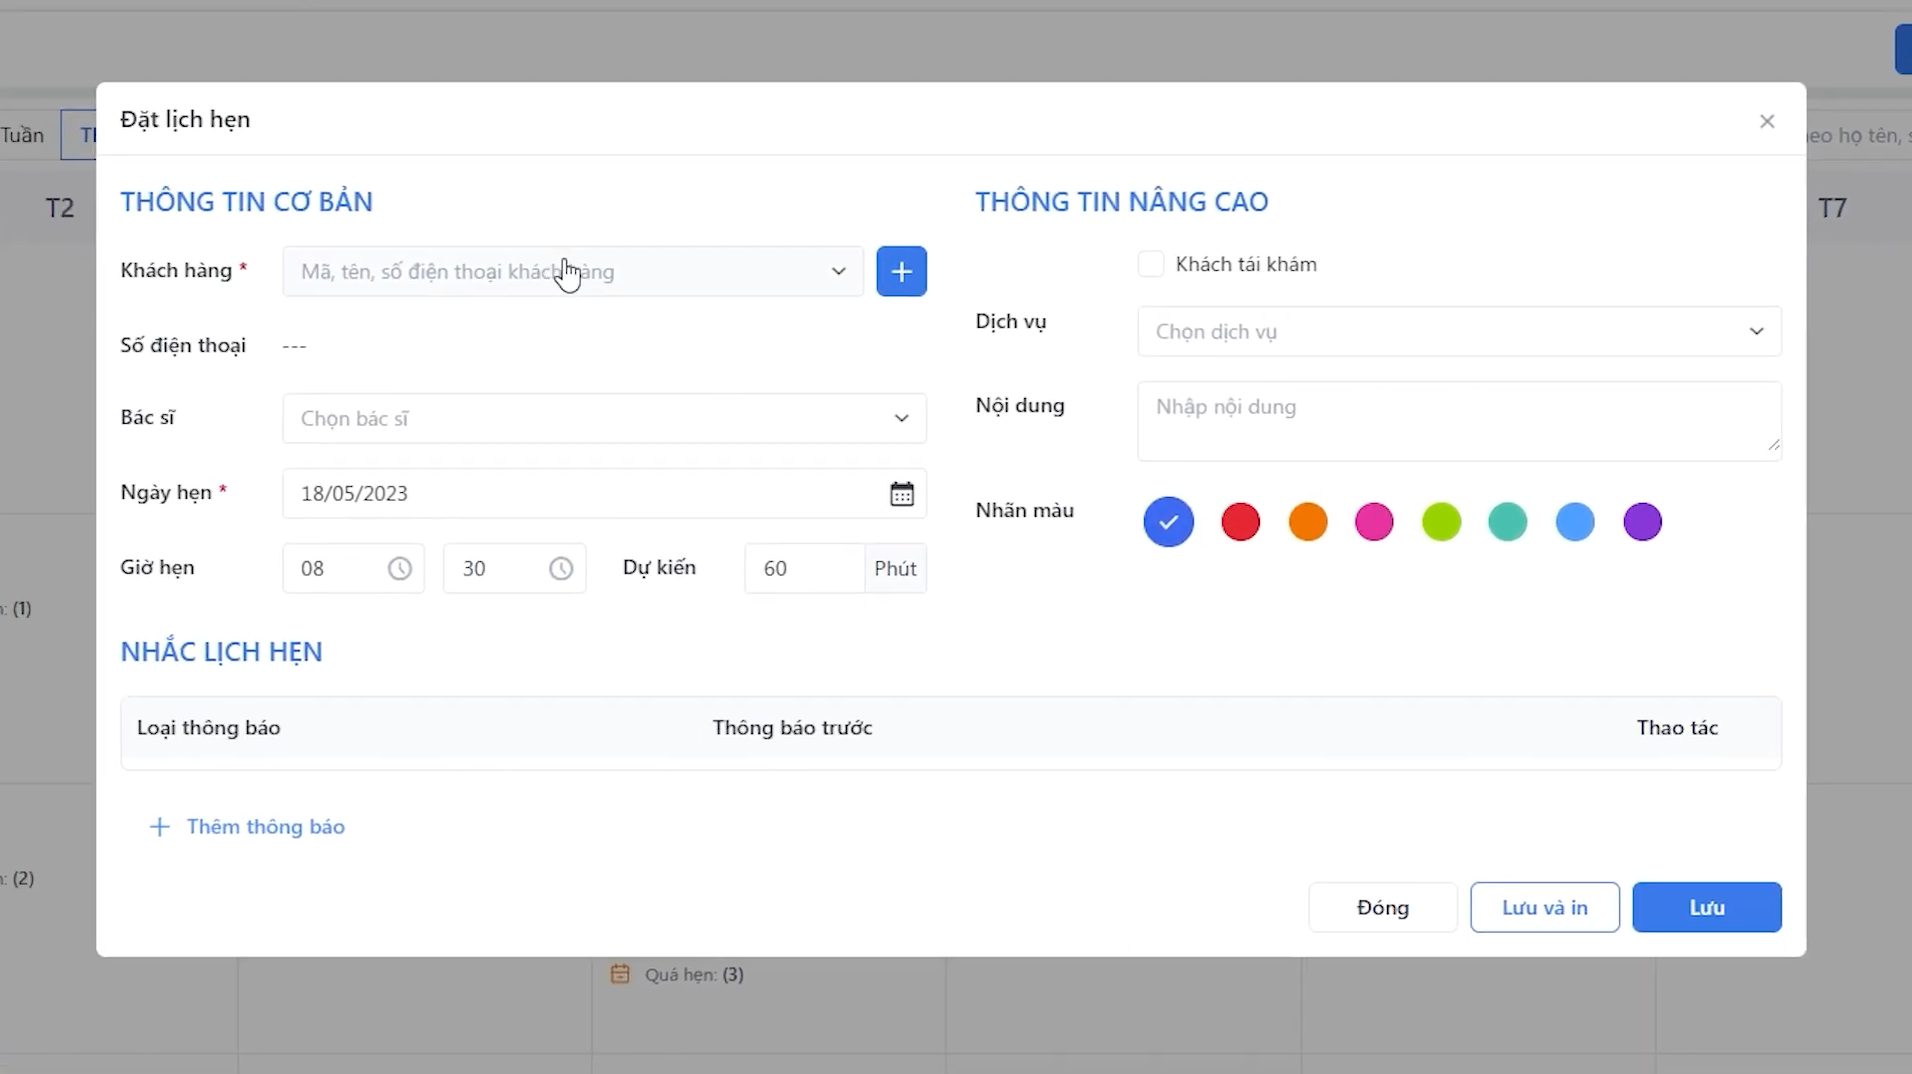 Tuần
eo họ tên,
T2
T7
Đặt lịch hẹn
THÔNG TIN CƠ BẢN
Khách hàng *
Mã, tên, số điện thoại khách hàng
Số điện thoại ---
Bác sĩ
Chọn bác sĩ
Ngày hẹn *
18/05/2023
Giờ hẹn
08
30
Dự kiến
60
Phút
THÔNG TIN NÂNG CAO
Khách tái khám
Dịch vụ
Chọn dịch vụ
Nội dung
Nhập nội dung
Nhãn màu
NHẮC LỊCH HẸN
Loại thông báo
Thông báo trước
Thao tác
Thêm thông báo
Đóng
Lưu và in
Lưu
(1)
(2)
Quá hẹn: (3)